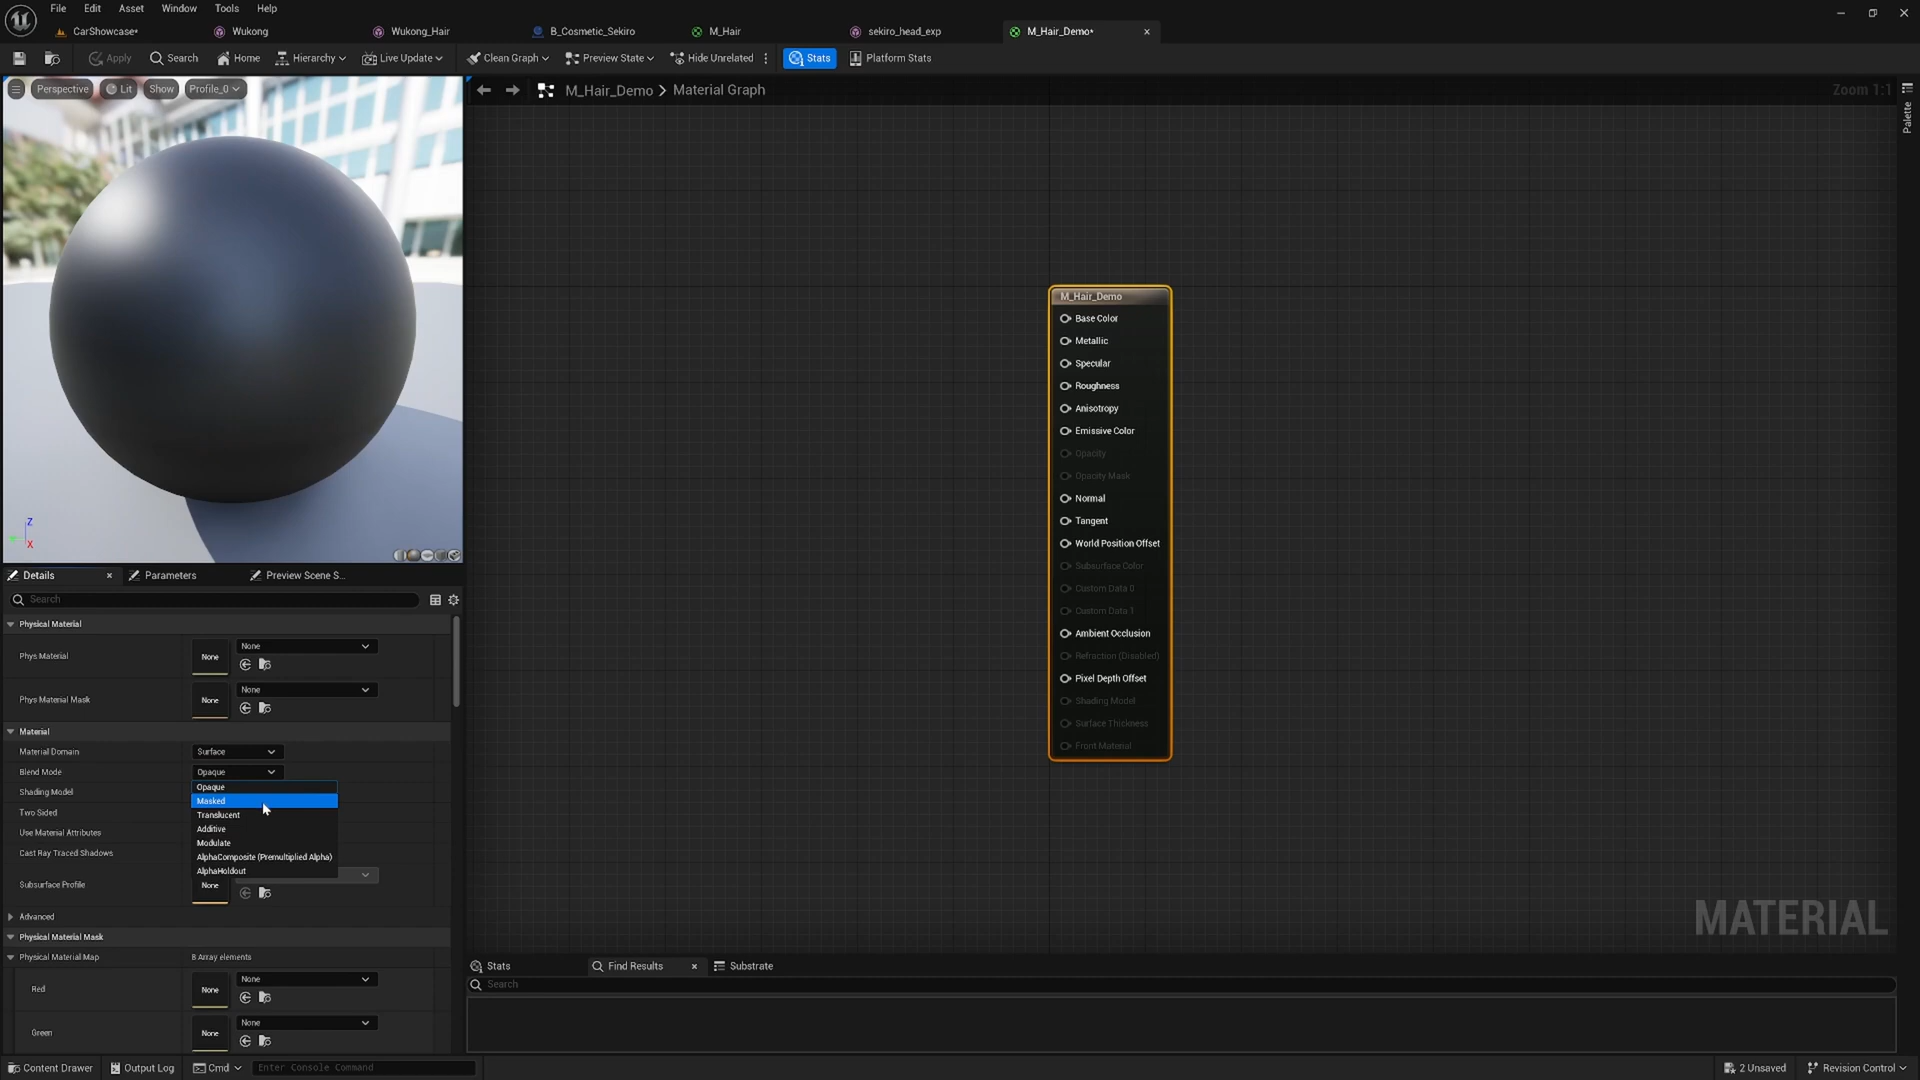 File Edit Asset Window Tools Help
CarShowcase* Wukong Wukong_Hair B_Cosmetic_Sekiro M_Hair sekiro_head_exp M_Hair_Demo*
Apply Search Home Hierarchy Live Update Clean Graph Preview State Hide Unrelated Stats Platform Stats
Perspective Lit Show Profile_0
M_Hair_Demo Material Graph Zoom 1:1
Palette
M_Hair_Demo
Base Color
Metallic
Specular
Roughness
Anisotropy
Emissive Color
Opacity
Opacity Mask
Normal
Tangent
World Position Offset
Subsurface Color
Custom Data 0
Custom Data 1
Ambient Occlusion
Refraction (Disabled)
Pixel Depth Offset
Shading Model
Surface Thickness
Front Material
Z
X
Details Parameters Preview Scene S...
Search
Physical Material
Phys Material None None
Phys Material Mask None None
Material
Material Domain Surface
Blend Mode Opaque
Opaque
Shading Model
Masked
Two Sided
Translucent
Additive
Use Material Attributes
Modulate
Cast Ray Traced Shadows
AlphaComposite (Premultiplied Alpha)
AlphaHoldout
Subsurface Profile None
Advanced
Physical Material Mask
Physical Material Map 8 Array elements
Red None None
Green None None
MATERIAL
Stats Find Results Substrate
Search
Content Drawer Output Log Cmd Enter Console Command 2 Unsaved Revision Control